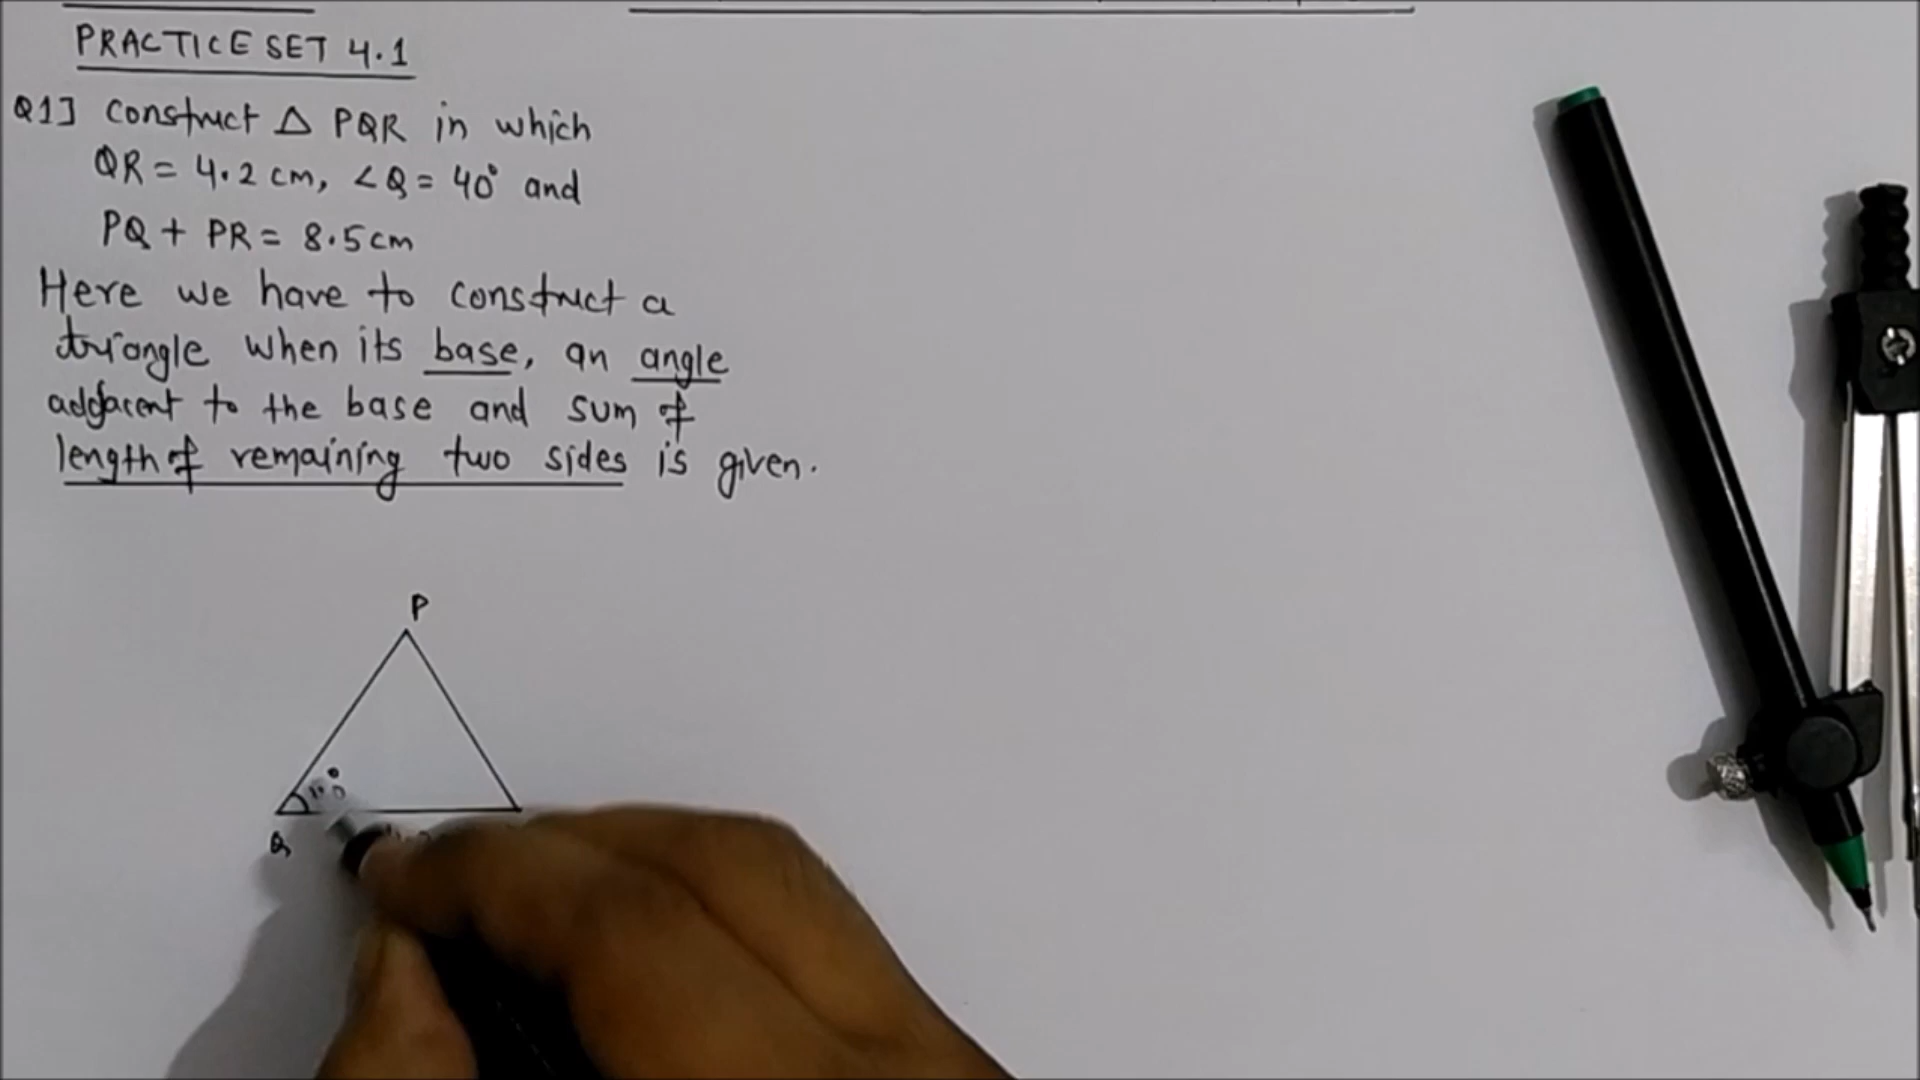 PRACTICE SET 4.1
Q1] Construct △ PQR in which
QR = 4.2 cm, ∠Q = 40° and
PQ + PR = 8.5 cm
Here we have to construct a
triangle when its base, an angle
adjacent to the base and sum of
length of remaining two sides is given.
P
Q